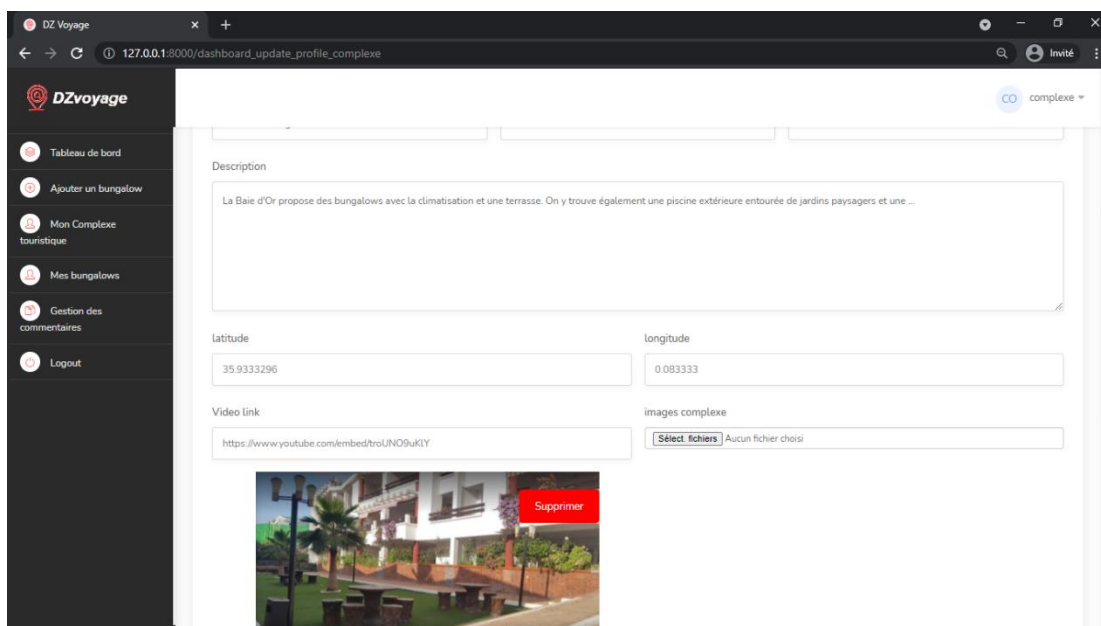 DZ Voyage
127.0.0.1:8000/dashboard_update_profile_complexe
Invité
DZvoyage
CO complexe
Tableau de bord
Ajouter un bungalow
Mon Complexe
touristique
Mes bungalows
Gestion des
commentaires
Logout
Description
La Baie d'Or propose des bungalows avec la climatisation et une terrasse. On y trouve également une piscine extérieure entourée de jardins paysagers et une ...
latitude
longitude
35.9333296
0.083333
Video link
images complexe
https://www.youtube.com/embed/troUNO9uKlY
Sélect. fichiers Aucun fichier choisi
Supprimer